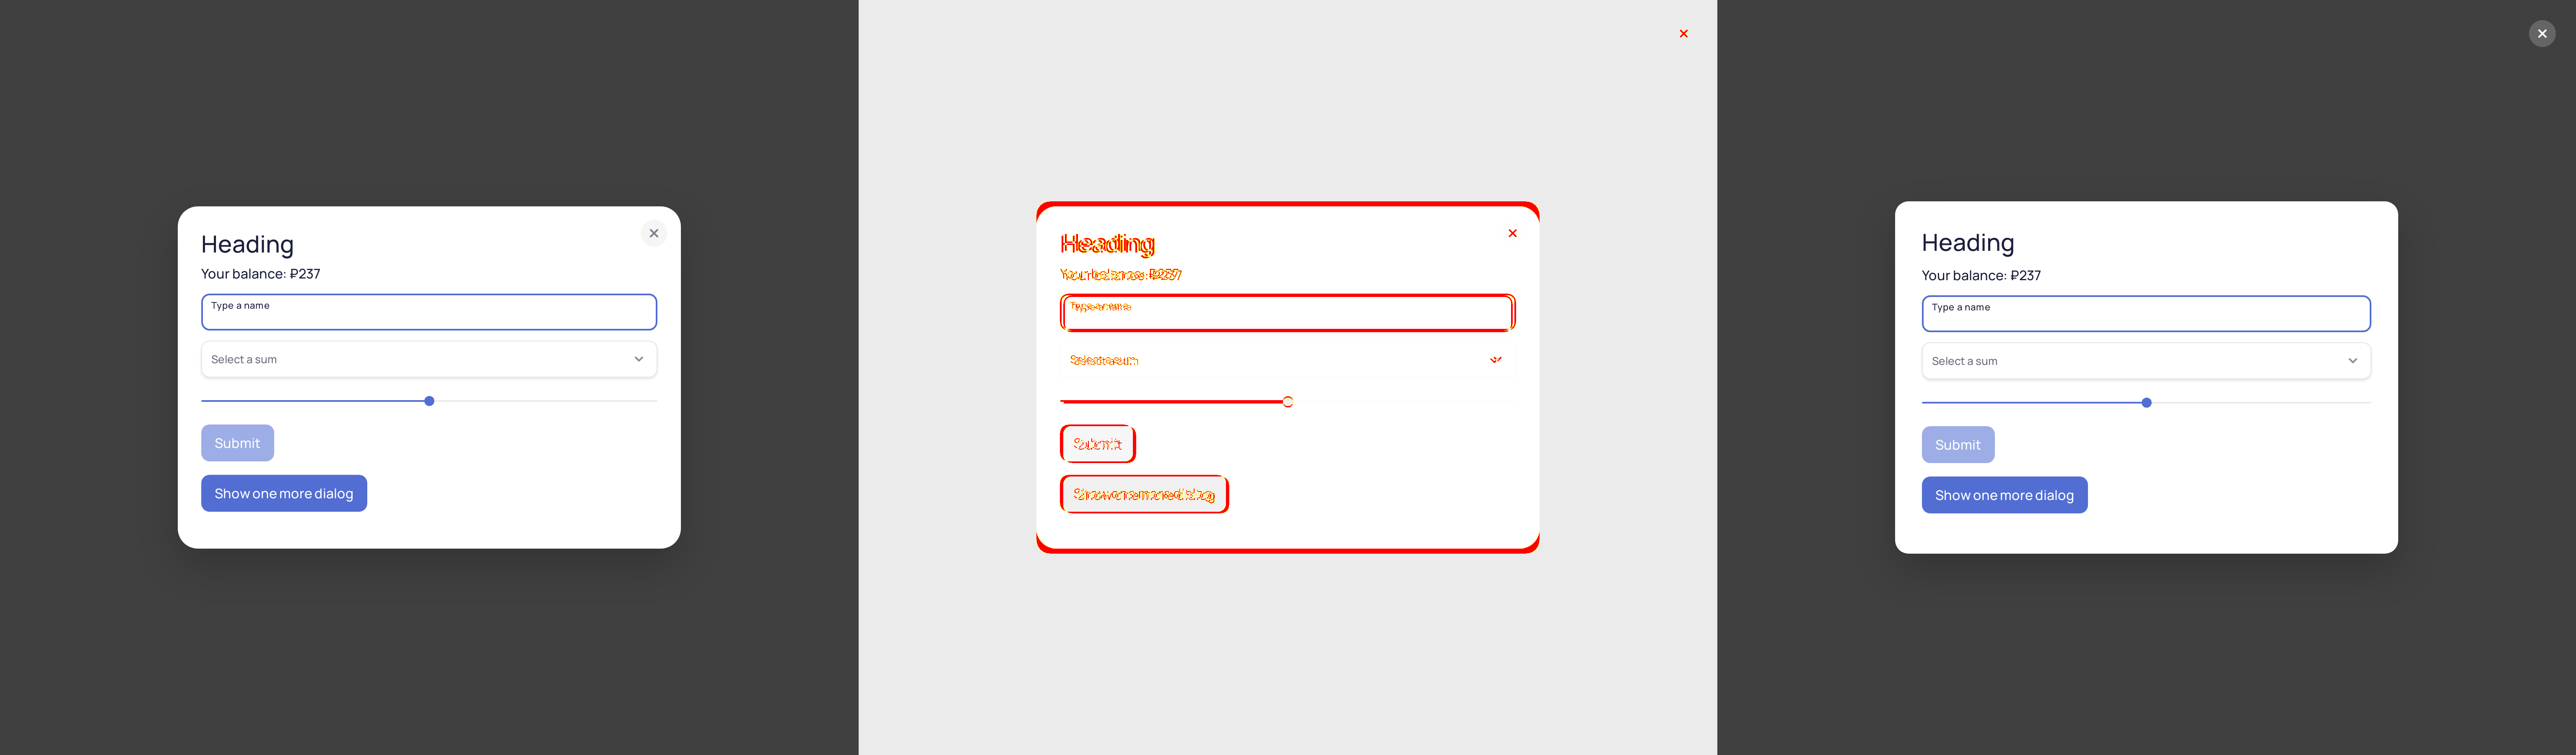 Heading
Your balance: ₽237
Type a name
Select a sum
Submit
Show one more dialog
Heading
Your balance: ₽237
Type a name
Select a sum
Submit
Show one more dialog
Heading
Your balance: ₽237
Type a name
Select a sum
Submit
Show one more dialog